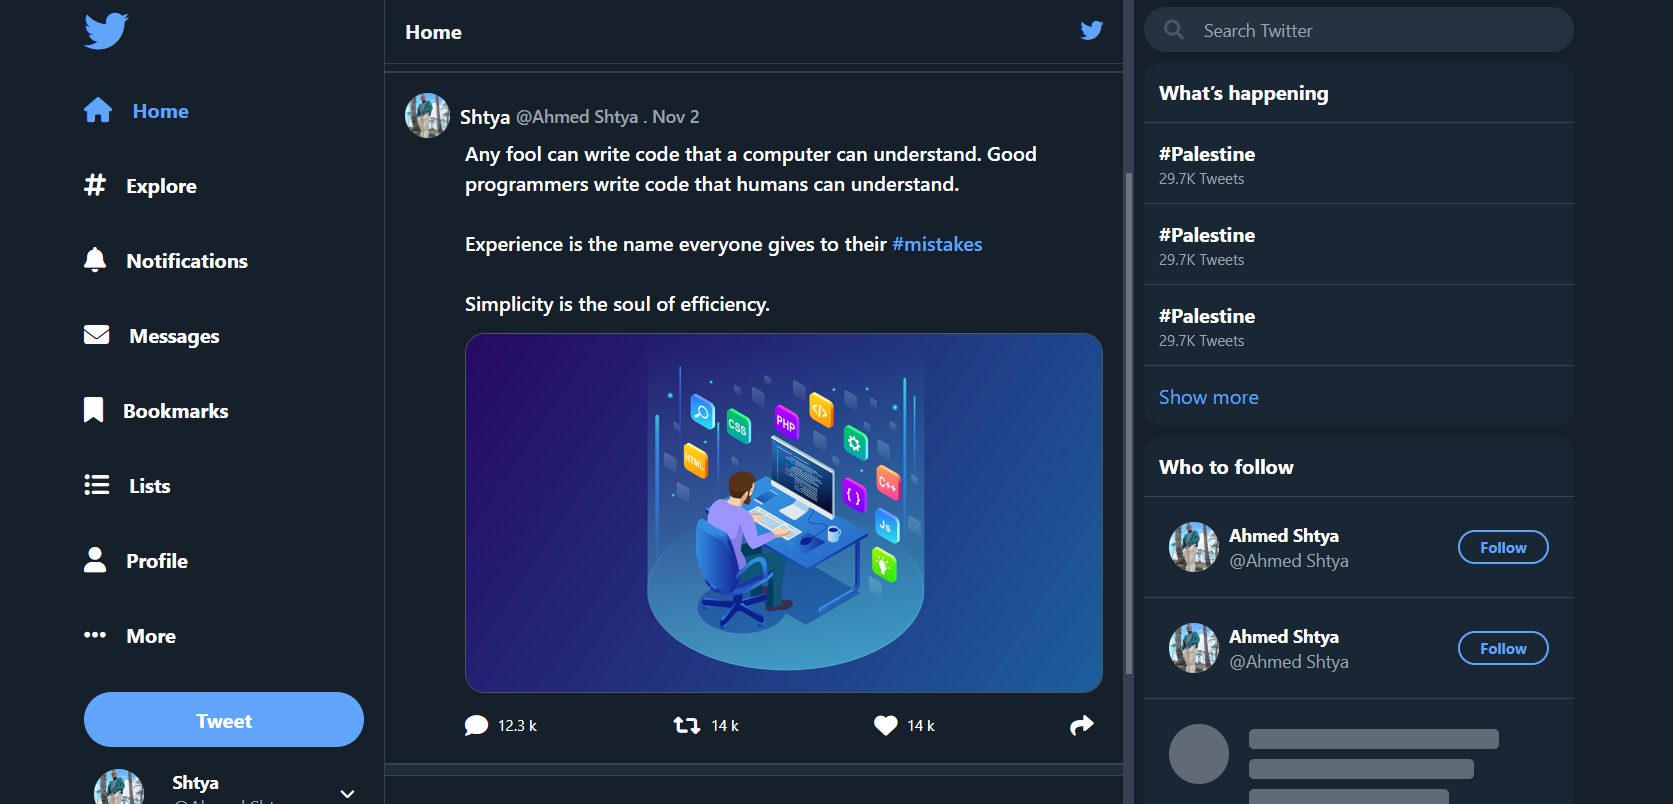 Home
Explore
Notifications
Messages
Bookmarks
Lists
Profile
More
Tweet
Shtya
Home
Shtya @Ahmed Shtya . Nov 2
Any fool can write code that a computer can understand. Good
programmers write code that humans can understand.
Experience is the name everyone gives to their #mistakes
Simplicity is the soul of efficiency.
CSS
PHP
</>
HTML
C++
{ }
Js
12.3 k
14 k
14 k
Search Twitter
What's happening
#Palestine
29.7K Tweets
#Palestine
29.7K Tweets
#Palestine
29.7K Tweets
Show more
Who to follow
Ahmed Shtya
@Ahmed Shtya
Follow
Ahmed Shtya
@Ahmed Shtya
Follow